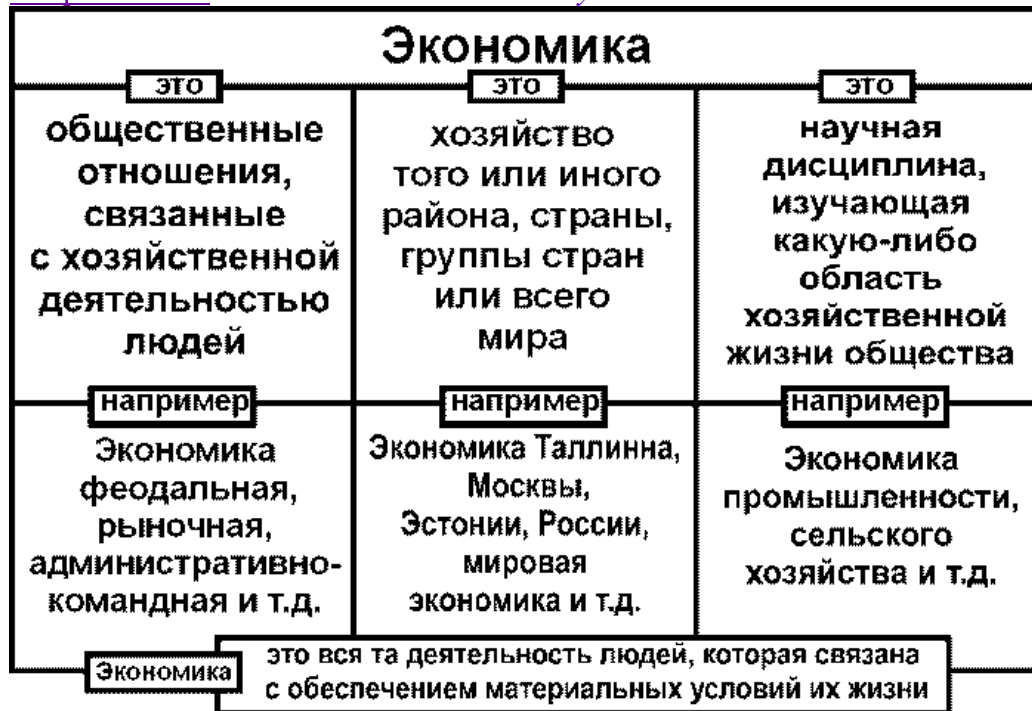 Экономика
это
общественные
отношения,
связанные
с хозяйственной
деятельностью
людей
например
Экономика
феодальная,
рыночная,
административно-
командная и т.д.
это
хозяйство
того или иного
района, страны,
группы стран
или всего
мира
например
Экономика Таллинна,
Москвы,
Эстонии, России,
мировая
экономика и т.д.
это
научная
дисциплина,
изучающая
какую-либо
область
хозяйственной
жизни общества
например
Экономика
промышленности,
сельского
хозяйства и т.д.
Экономика
это вся та деятельность людей, которая связана
с обеспечением материальных условий их жизни